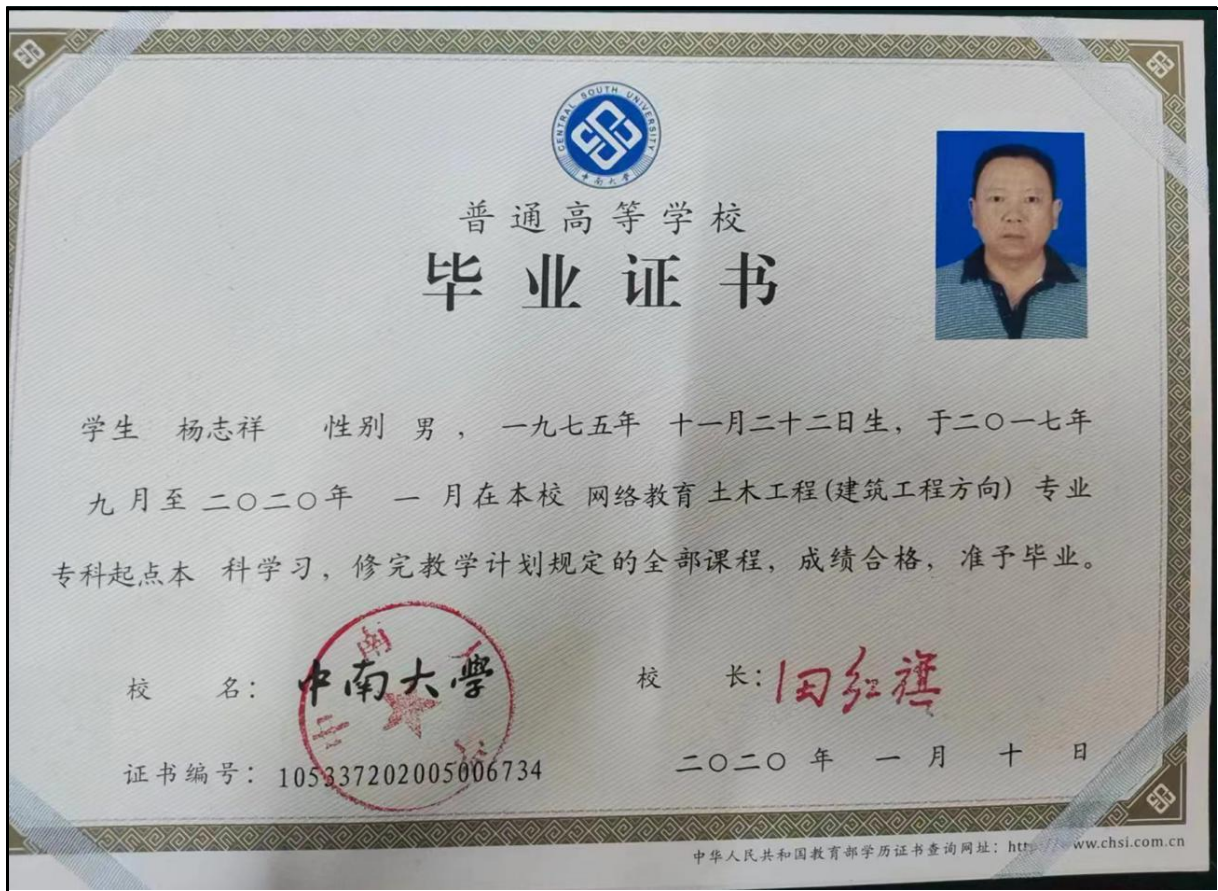 CENTRAL SOUTH UNIVERSITY
中南大学
普通高等学校
毕业证书
学生 杨志祥 性别 男， 一九七五年 十一月二十二日生，于二〇一七年
九月至二〇二〇年 一月在本校 网络教育 土木工程(建筑工程方向) 专业
专科起点本 科学习，修完教学计划规定的全部课程，成绩合格，准予毕业。
校 名： 中南大學
校 长： 田红旗
证书编号：105337202005006734
二〇二〇年 一月 十 日
中华人民共和国教育部学历证书查询网址：http://www.chsi.com.cn